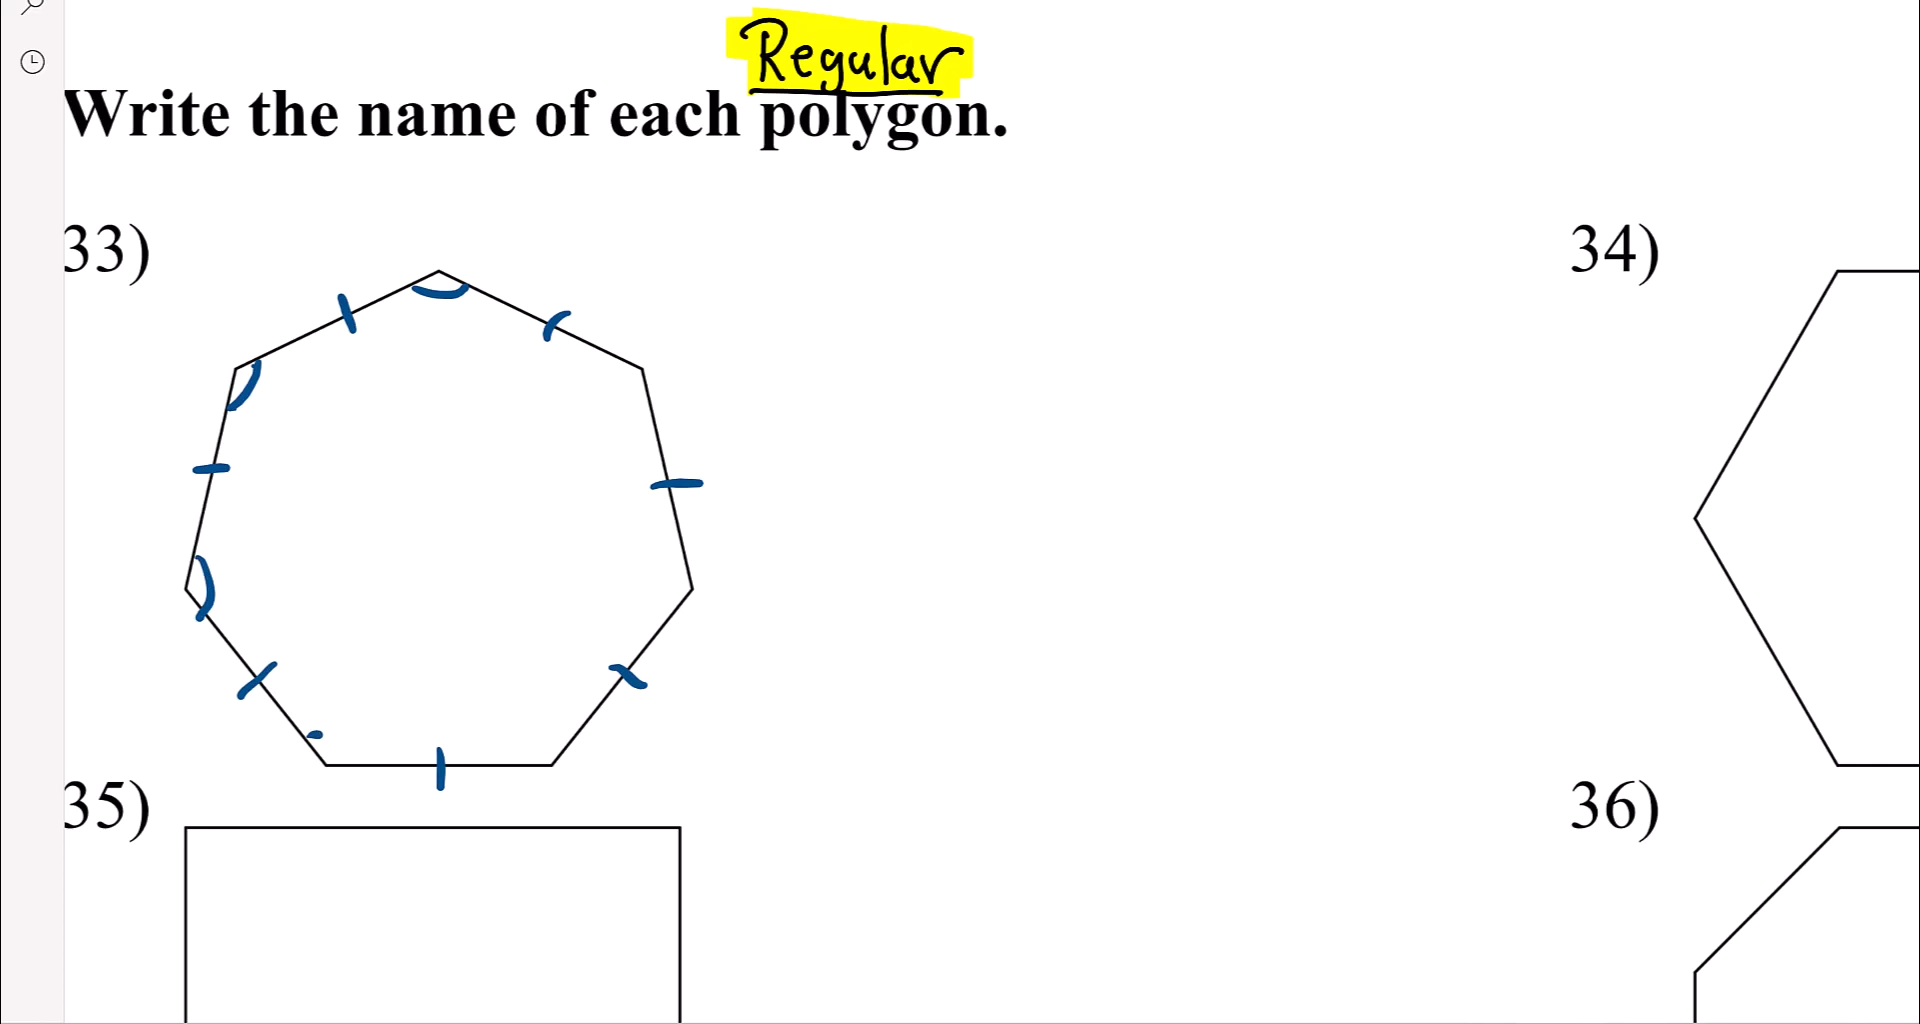 Regular
Write the name of each polygon.
33)
34)
35)
36)